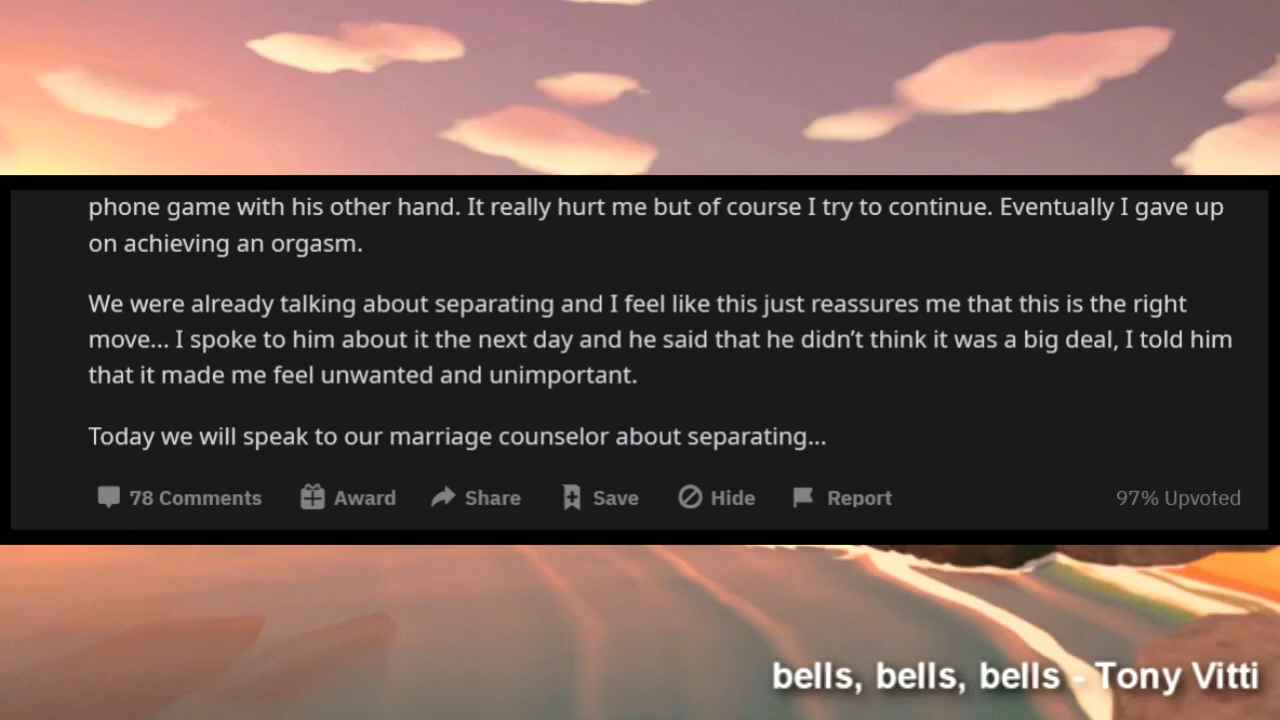 phone game with his other hand. It really hurt me but of course I try to continue. Eventually I gave up
on achieving an orgasm.
We were already talking about separating and I feel like this just reassures me that this is the right
move... I spoke to him about it the next day and he said that he didn’t think it was a big deal, I told him
that it made me feel unwanted and unimportant.
Today we will speak to our marriage counselor about separating...
78 Comments Award Share Save Hide Report 97% Upvoted
bells, bells, bells - Tony Vitti